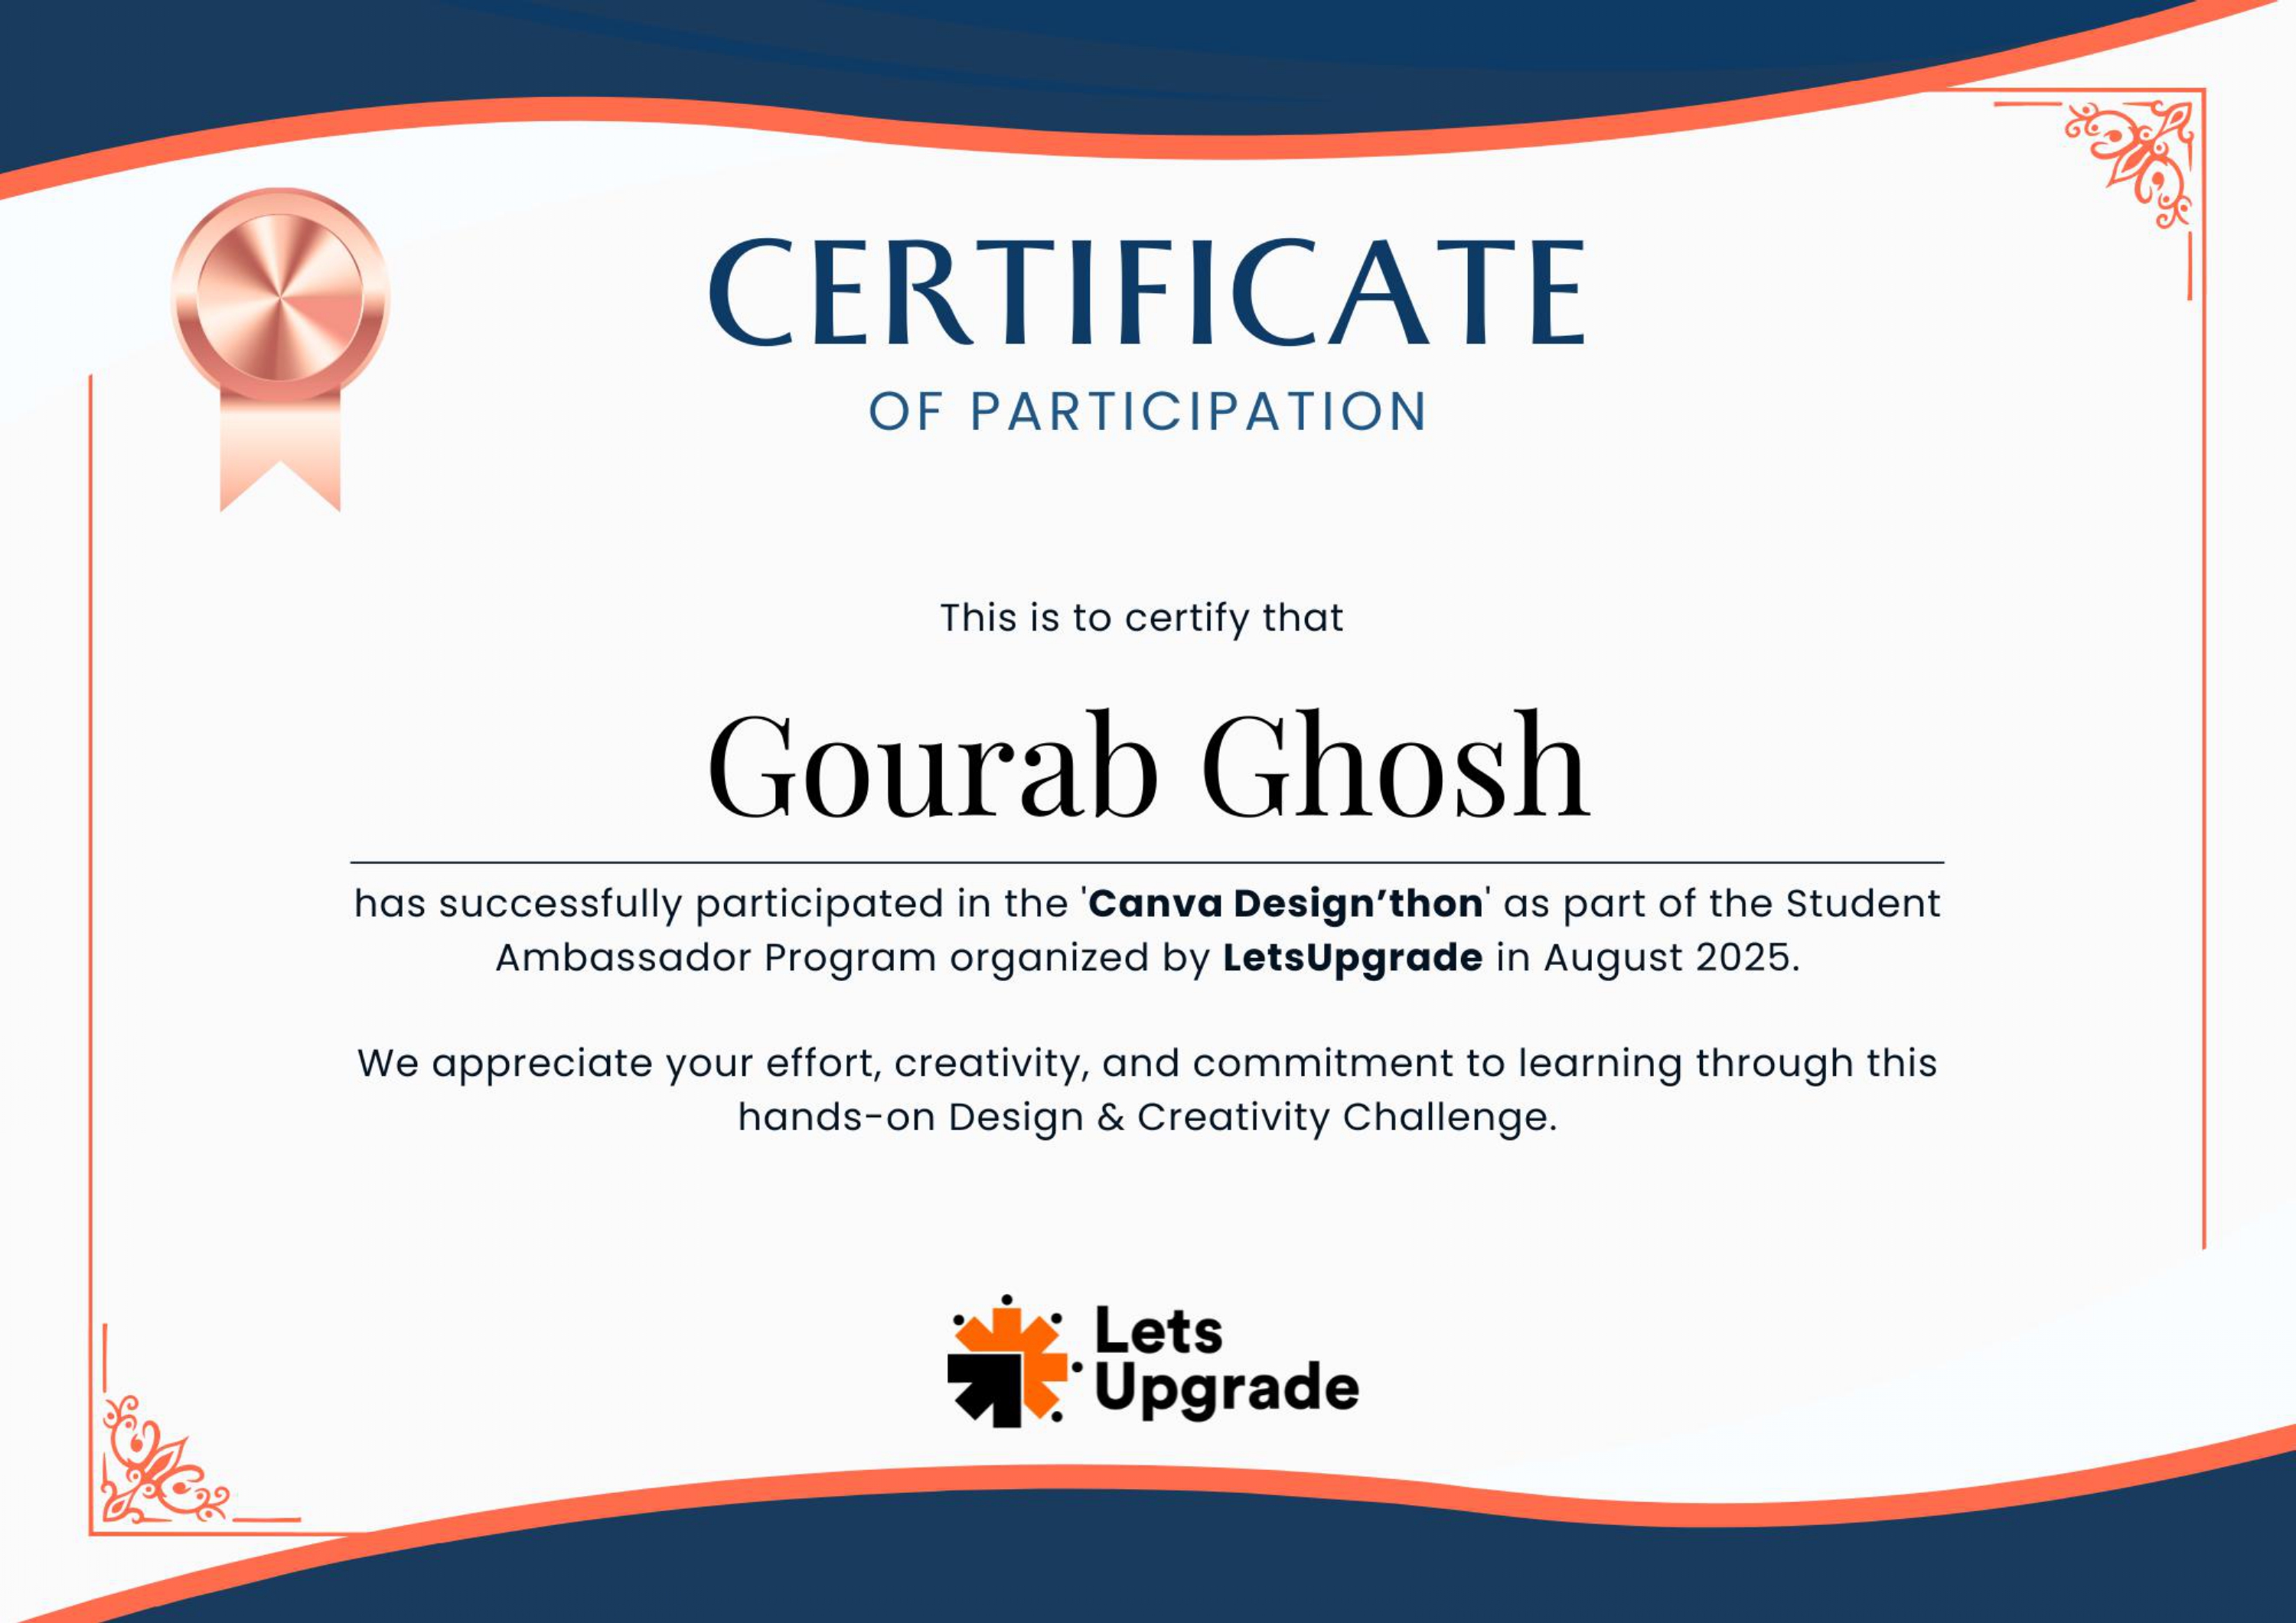 CERTIFICATE
OF PARTICIPATION
This is to certify that
Gourab Ghosh
has successfully participated in the 'Canva Design’thon' as part of the Student
Ambassador Program organized by LetsUpgrade in August 2025.
We appreciate your effort, creativity, and commitment to learning through this
hands-on Design & Creativity Challenge.
Lets
Upgrade